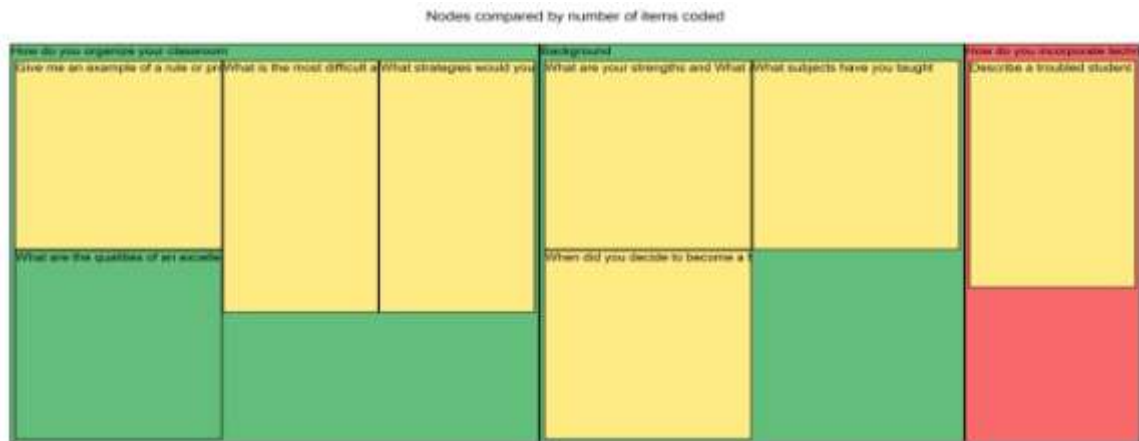 Nodes compared by number of items coded
How do you organize your classroom
Give me an example of a rule or pr
What is the most difficult a
What strategies would you
What are the qualities of an excelle
Background
What are your strengths and What
What subjects have you taught
When did you decide to become a t
How do you incorporate techn
Describe a troubled student